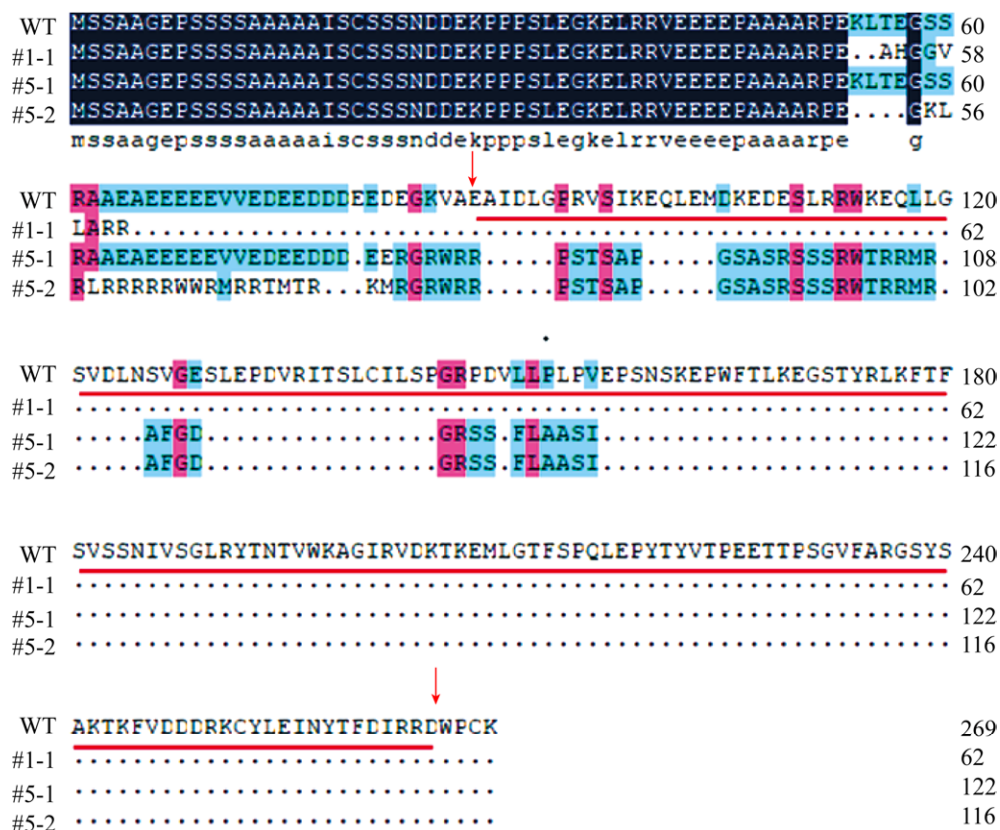 WT MSSAAGEPSSSSAAAAAISCSSSNDDEKPPPSLEGKELRRVEEEEPAAAARPEKLTEGSS 60
#1-1 MSSAAGEPSSSSAAAAAISCSSSNDDEKPPPSLEGKELRRVEEEEPAAAARPE..AHGGV 58
#5-1 MSSAAGEPSSSSAAAAAISCSSSNDDEKPPPSLEGKELRRVEEEEPAAAARPEKLTEGSS 60
#5-2 MSSAAGEPSSSSAAAAAISCSSSNDDEKPPPSLEGKELRRVEEEEPAAAARPE....GKL 56
mssaagepssssaaaaaiscsssnddekpppslegkelrrveeeepaaaarpe g
WT RAAEAEEEEEVVEDEEDDDEEDEGKVAEAIDLGPRVSIKEQLEMDKEDESLRRWKEQLLG 120
#1-1 LARR........................................................ 62
#5-1 RAAEAEEEEEVVEDEEDDD.EERGRWRR.....PSTSAP.....GSASRSSSRWTRRMR. 108
#5-2 RLRRRRRWWRMRRTMTR...KMRGRWRR.....PSTSAP.....GSASRSSSRWTRRMR. 102
WT SVDLNSVGESLEPDVRITSLCILSPGRPDVLLPLPVEPSNSKEPWFTLKEGSTYRLKFTF 180
#1-1 ............................................................ 62
#5-1 .....AFGD................GRSS.FLAASI........................ 122
#5-2 .....AFGD................GRSS.FLAASI........................ 116
WT SVSSNIVSGLRYTNTVWKAGIRVDKTKEMLGTFSPQLEPYTYVTPEETTPSGVFARGSYS 240
#1-1 ............................................................ 62
#5-1 ............................................................ 122
#5-2 ............................................................ 116
WT AKTKFVDDDRKCYLEINYTFDIRRDWPCK 269
#1-1 ............................. 62
#5-1 ............................. 122
#5-2 ............................. 116